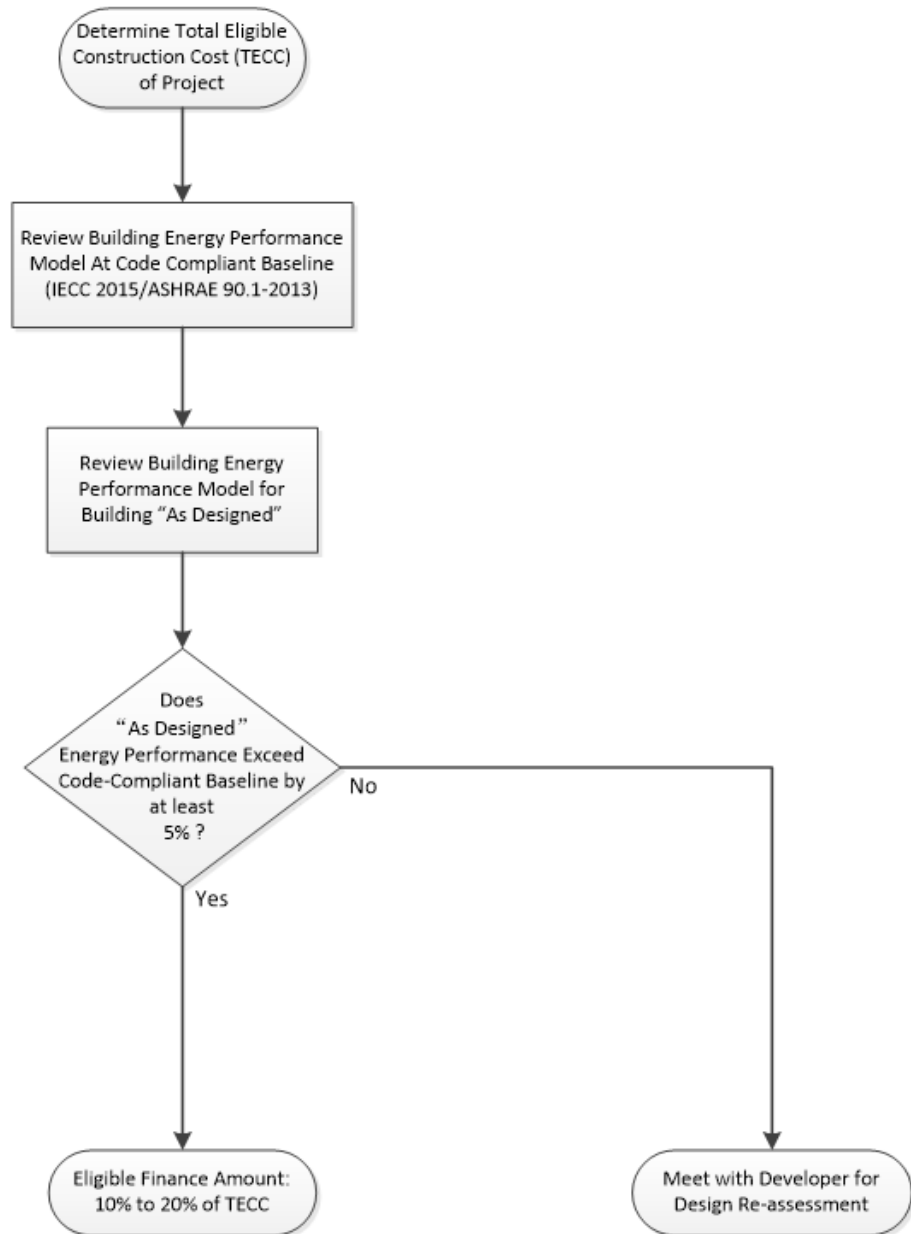 Determine Total Eligible
Construction Cost (TECC)
of Project
Review Building Energy Performance
Model At Code Compliant Baseline
(IECC 2015/ASHRAE 90.1-2013)
Review Building Energy
Performance Model for
Building “As Designed”
Does
“As Designed”
Energy Performance Exceed
Code-Compliant Baseline by
at least
5% ?
No
Yes
Eligible Finance Amount:
10% to 20% of TECC
Meet with Developer for
Design Re-assessment